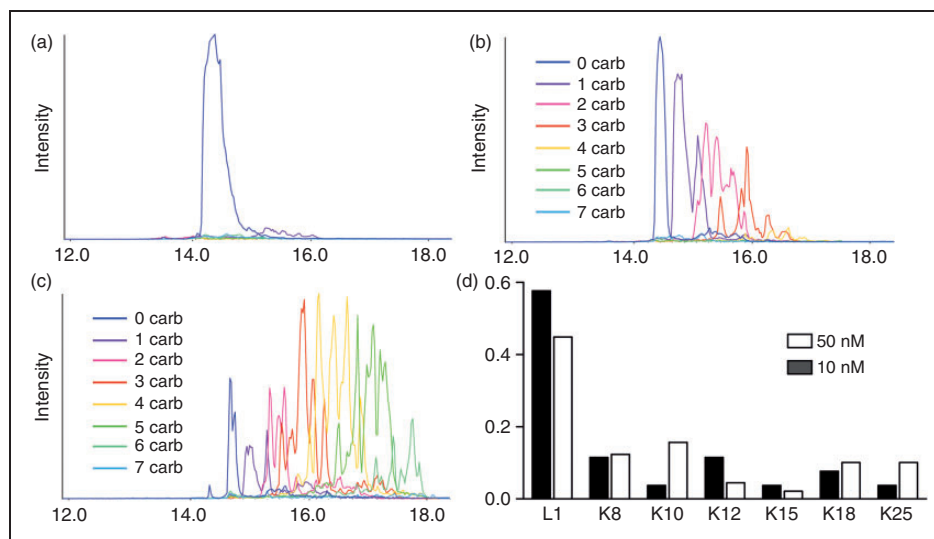 (a)
Intensity
12.0 14.0 16.0 18.0
(b)
Intensity
0 carb
1 carb
2 carb
3 carb
4 carb
5 carb
6 carb
7 carb
12.0 14.0 16.0 18.0
(c)
Intensity
0 carb
1 carb
2 carb
3 carb
4 carb
5 carb
6 carb
7 carb
12.0 14.0 16.0 18.0
(d)
0.6
0.4
0.2
0.0
50 nM
10 nM
L1 K8 K10 K12 K15 K18 K25